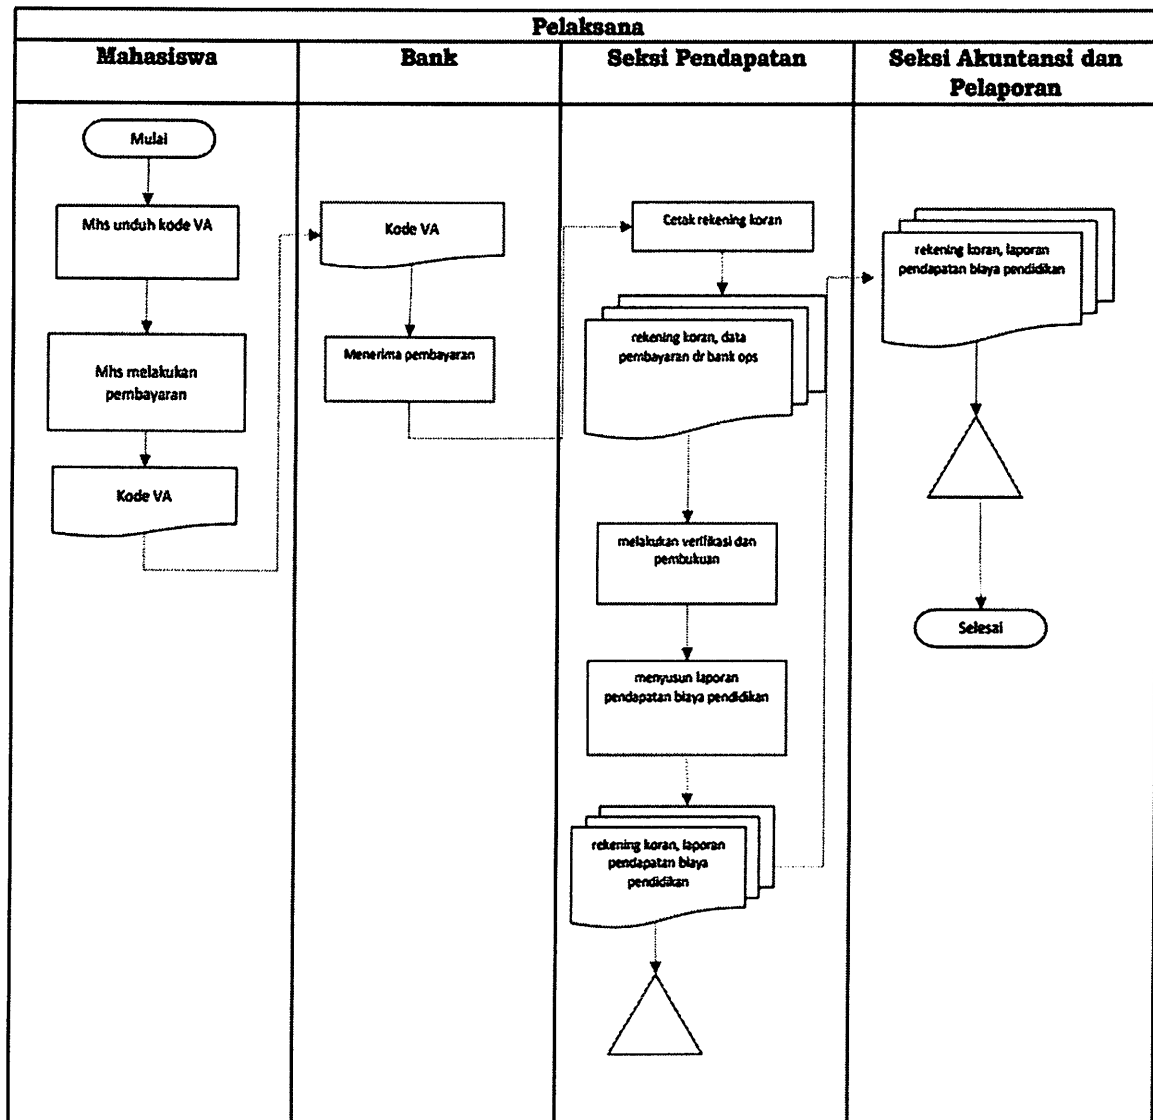 Pelaksana
Mahasiswa
Bank
Seksi Pendapatan
Seksi Akuntansi dan
Pelaporan
Mulai
Mhs unduh kode VA
Mhs melakukan
pembayaran
Kode VA
Kode VA
Menerima pembayaran
Cetak rekening koran
rekening koran, data
pembayaran dr bank ops
melakukan verifikasi dan
pembukuan
menyusun laporan
pendapatan biaya pendidikan
rekening koran, laporan
pendapatan biaya
pendidikan
rekening koran, laporan
pendapatan biaya pendidikan
Selesai